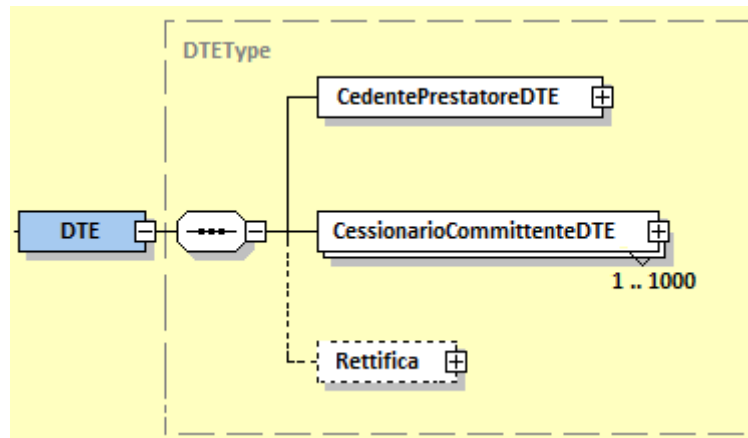 DTEType
CedentePrestatoreDTE
DTE
CessionarioCommittenteDTE
1 .. 1000
Rettifica